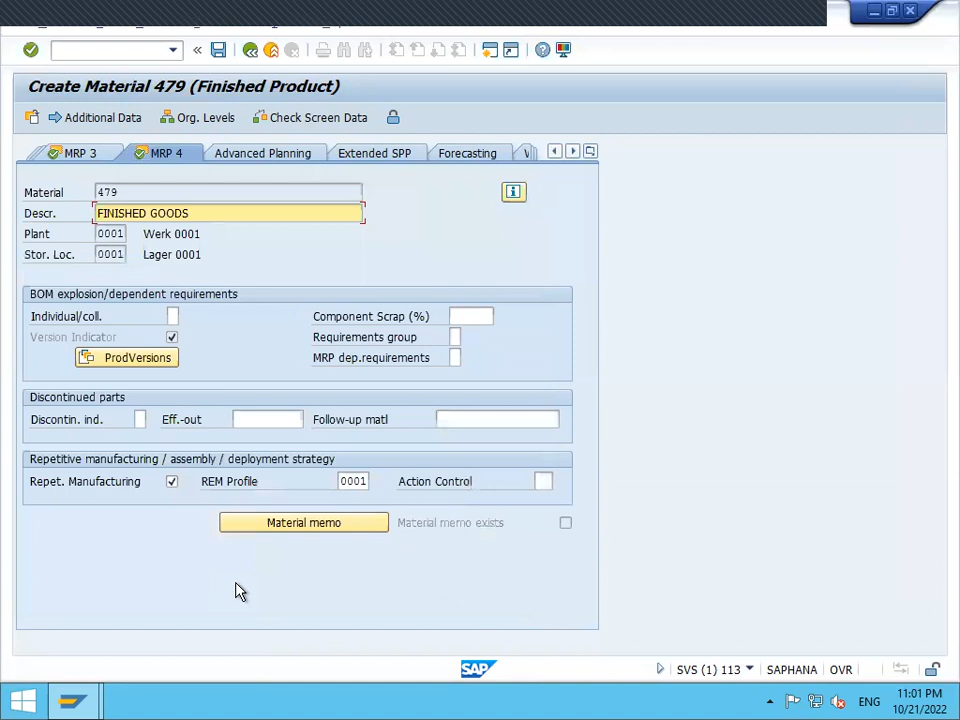 Create Material 479 (Finished Product)
Additional Data Org. Levels Check Screen Data
MRP 3 MRP 4 Advanced Planning Extended SPP Forecasting
Material 479
Descr. FINISHED GOODS
Plant 0001 Werk 0001
Stor. Loc. 0001 Lager 0001
BOM explosion/dependent requirements
Individual/coll. Component Scrap (%)
Version Indicator Requirements group
ProdVersions MRP dep.requirements
Discontinued parts
Discontin. ind. Eff.-out Follow-up matl
Repetitive manufacturing / assembly / deployment strategy
Repet. Manufacturing REM Profile 0001 Action Control
Material memo Material memo exists
SAP SVS (1) 113 SAPHANA OVR
ENG 11:01 PM
10/21/2022